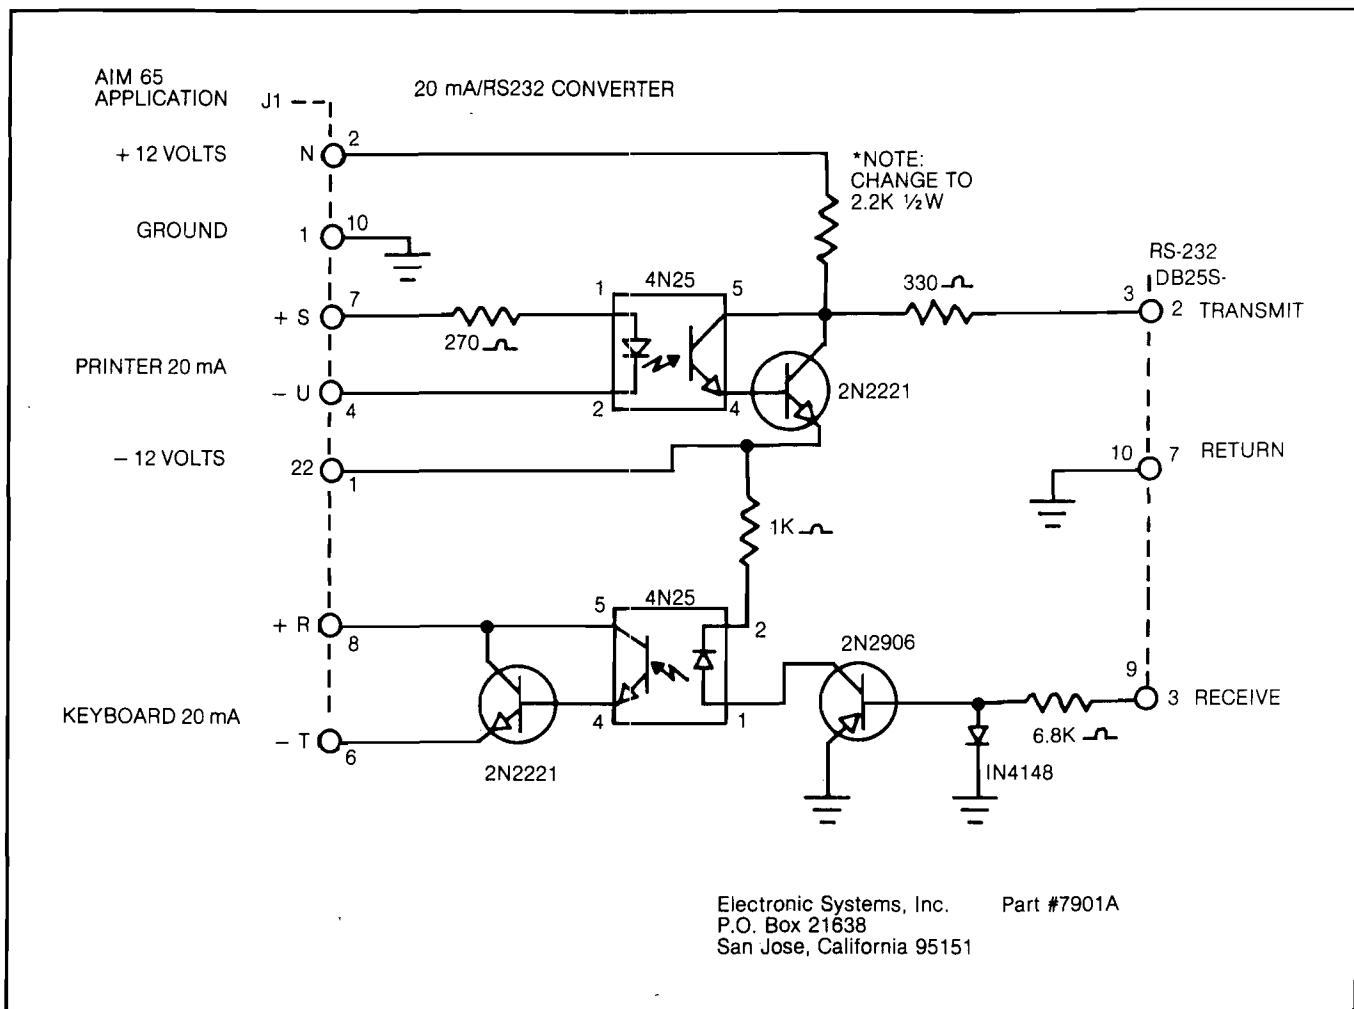 AIM 65
APPLICATION
J1
20 mA/RS232 CONVERTER
+ 12 VOLTS
N
2
*NOTE:
CHANGE TO
2.2K ½W
GROUND
1
10
RS-232
DB25S-
+ S
7
270
1
4N25
5
330
3
2
TRANSMIT
PRINTER 20 mA
- U
4
2
4
2N2221
- 12 VOLTS
22
1
10
7
RETURN
1K
+ R
8
5
4N25
2
2N2906
9
3
RECEIVE
KEYBOARD 20 mA
- T
6
4
1
6.8K
2N2221
IN4148
Electronic Systems, Inc. Part #7901A
P.O. Box 21638
San Jose, California 95151